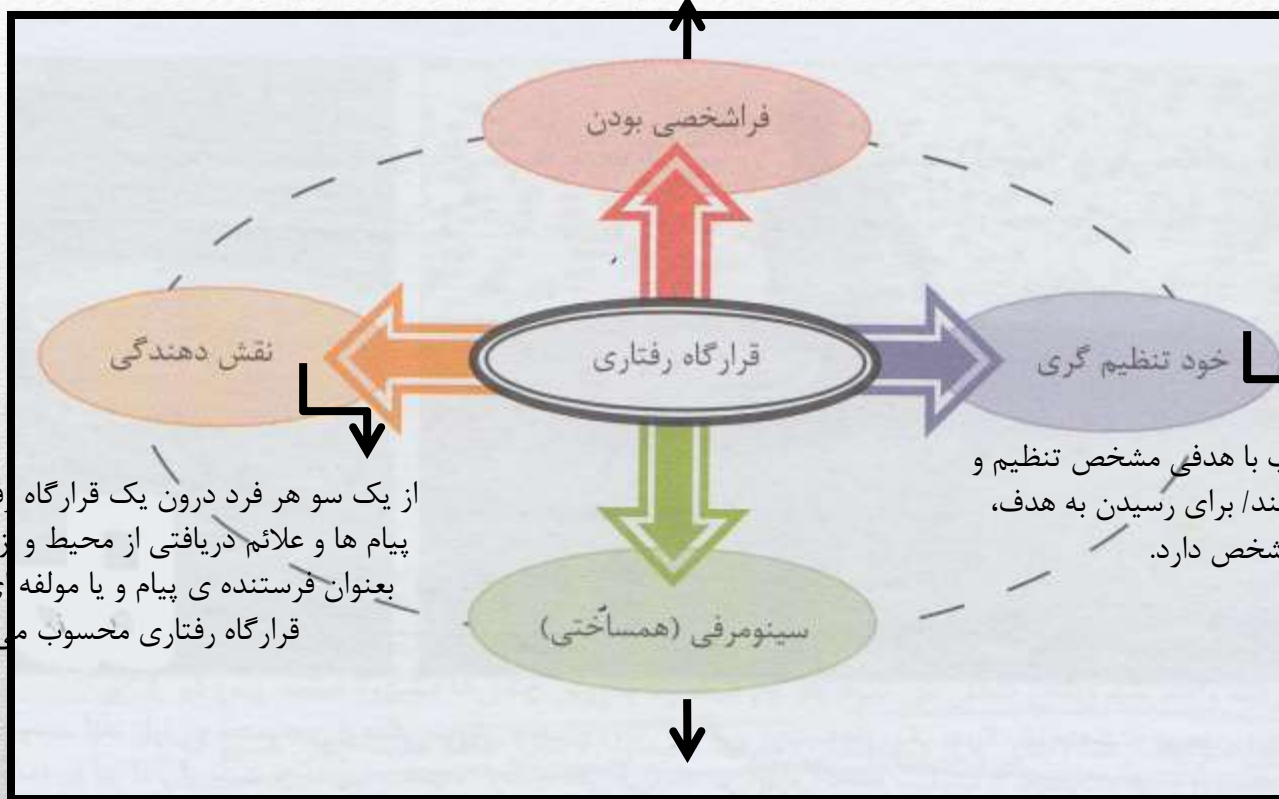 فراشخصی بودن
نقش دهندگی
قرارگاه رفتاری
خود تنظیم گری
با هدفی مشخص تنظیم و
برای رسیدن به هدف،
دارد.
از یک سو هر فرد درون یک قرارگاه
پیام ها و علائم دریافتی از محیط و
بعنوان فرستنده ی پیام و یا مولفه
قرارگاه رفتاری محسوب
سینومرفی (همساختی)